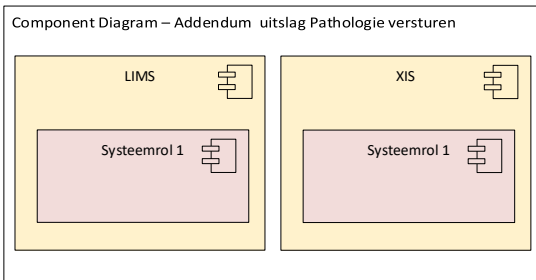 Component Diagram – Addendum uitslag Pathologie versturen
LIMS
XIS
Systeemrol 1
Systeemrol 1